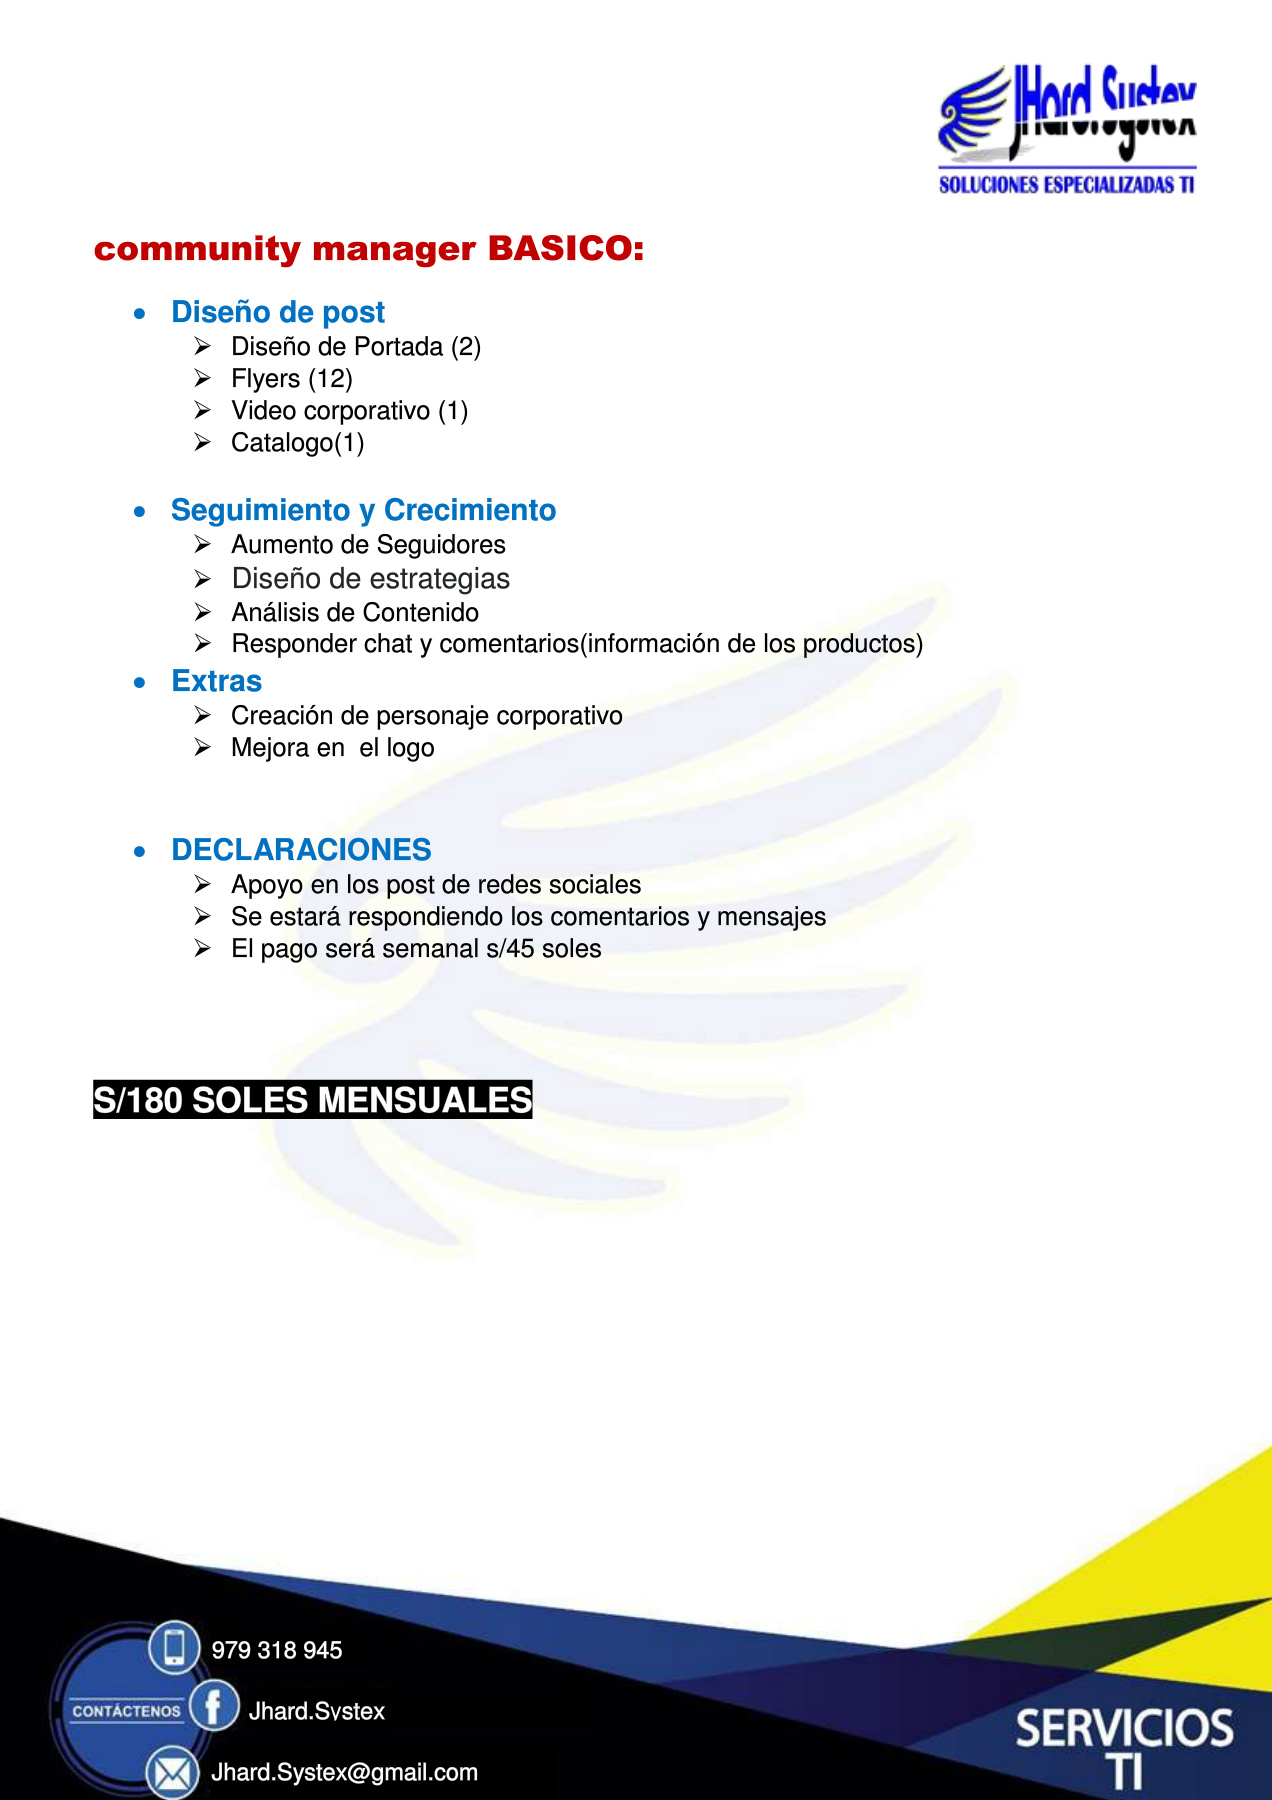 JHard Systex
SOLUCIONES ESPECIALIZADAS TI
community manager BASICO:
• Diseño de post
➢ Diseño de Portada (2)
➢ Flyers (12)
➢ Video corporativo (1)
➢ Catalogo(1)
• Seguimiento y Crecimiento
➢ Aumento de Seguidores
➢ Diseño de estrategias
➢ Análisis de Contenido
➢ Responder chat y comentarios(información de los productos)
• Extras
➢ Creación de personaje corporativo
➢ Mejora en  el logo
• DECLARACIONES
➢ Apoyo en los post de redes sociales
➢ Se estará respondiendo los comentarios y mensajes
➢ El pago será semanal s/45 soles
S/180 SOLES MENSUALES
979 318 945
CONTÁCTENOS
Jhard.Systex
Jhard.Systex@gmail.com
SERVICIOS
TI